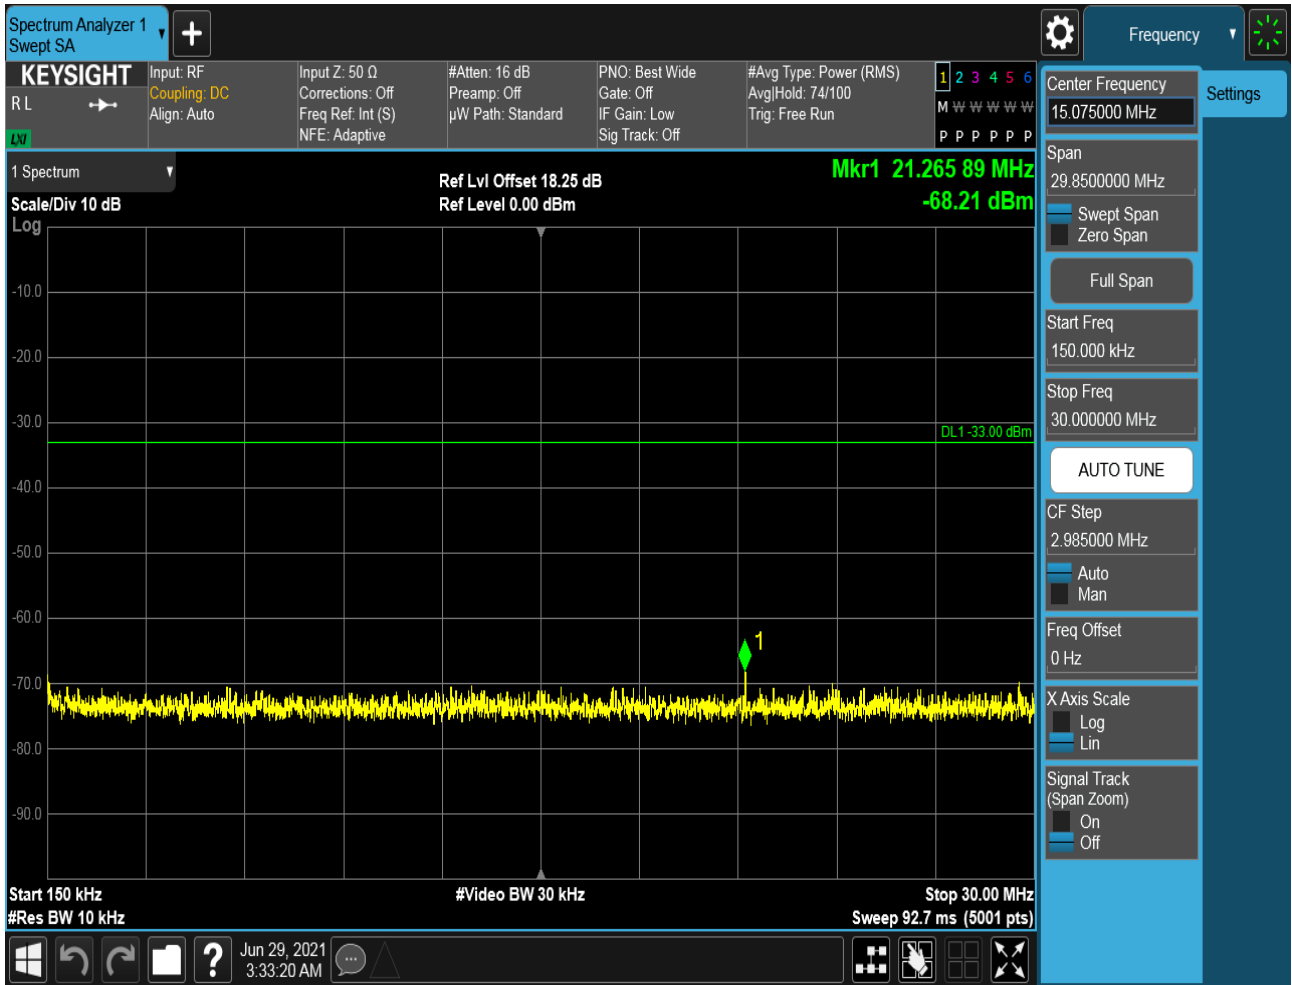 Spectrum Analyzer 1
Swept SA
Frequency
KEYSIGHT
R L
LXI
Input: RF
Coupling: DC
Align: Auto
Input Z: 50 Ω
Corrections: Off
Freq Ref: Int (S)
NFE: Adaptive
#Atten: 16 dB
Preamp: Off
µW Path: Standard
PNO: Best Wide
Gate: Off
IF Gain: Low
Sig Track: Off
#Avg Type: Power (RMS)
Avg|Hold: 74/100
Trig: Free Run
1 2 3 4 5 6
M W W W W W
P P P P P P
1 Spectrum
Scale/Div 10 dB
Log
Ref Lvl Offset 18.25 dB
Ref Level 0.00 dBm
Mkr1 21.265 89 MHz
-68.21 dBm
-10.0
-20.0
-30.0
DL1 -33.00 dBm
-40.0
-50.0
-60.0
1
-70.0
-80.0
-90.0
Start 150 kHz
#Res BW 10 kHz
#Video BW 30 kHz
Stop 30.00 MHz
Sweep 92.7 ms (5001 pts)
Center Frequency
15.075000 MHz
Settings
Span
29.8500000 MHz
Swept Span
Zero Span
Full Span
Start Freq
150.000 kHz
Stop Freq
30.000000 MHz
AUTO TUNE
CF Step
2.985000 MHz
Auto
Man
Freq Offset
0 Hz
X Axis Scale
Log
Lin
Signal Track
(Span Zoom)
On
Off
?
Jun 29, 2021
3:33:20 AM